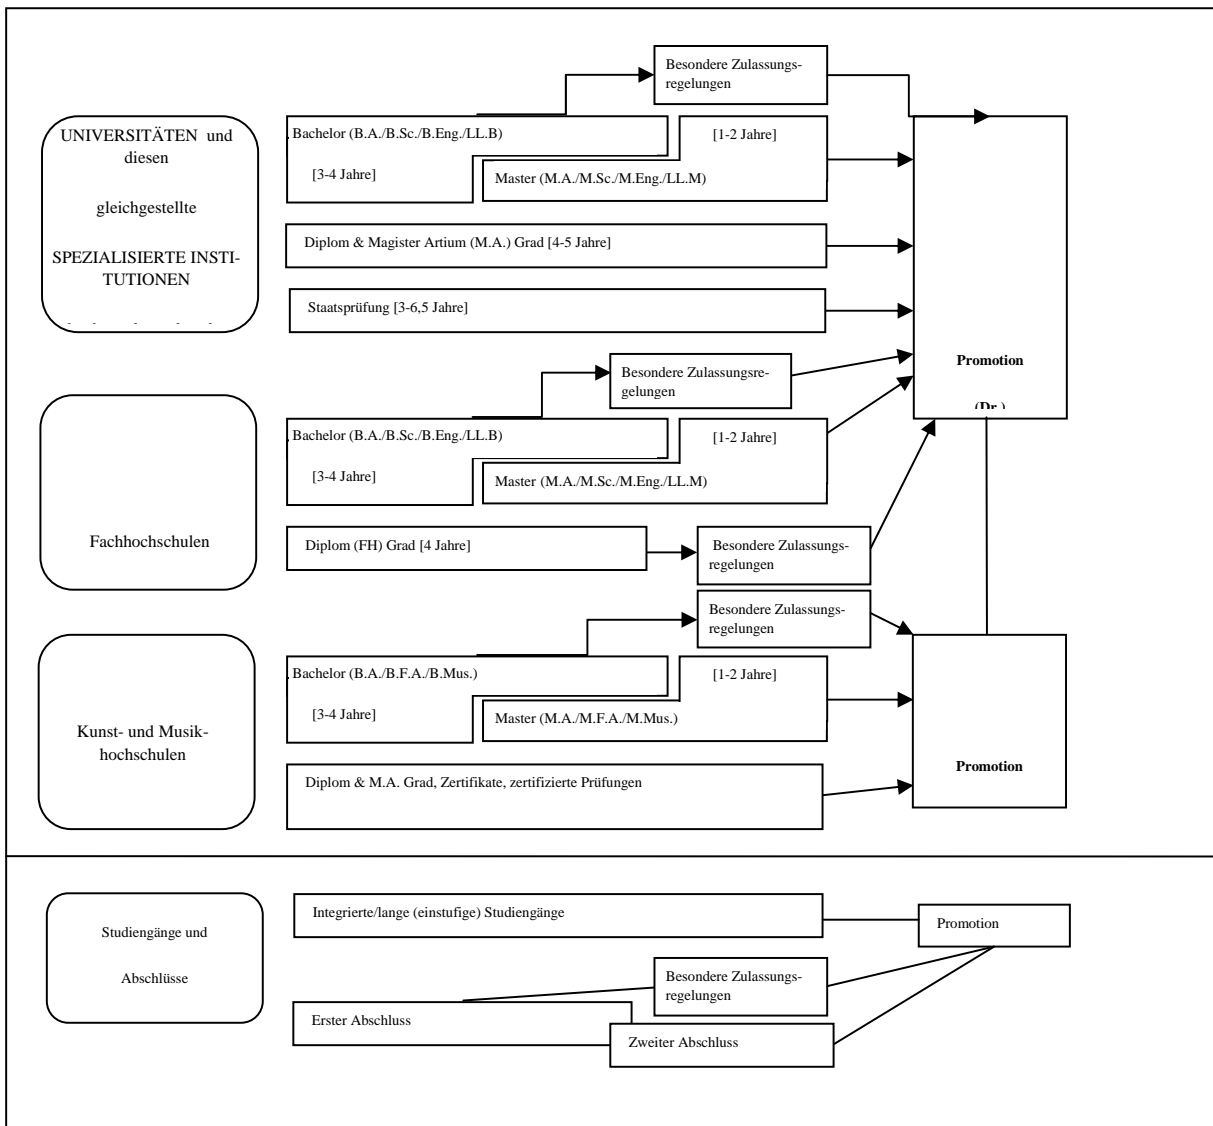 Besondere Zulassungs-
regelungen
UNIVERSITÄTEN und
diesen
gleichgestellte
SPEZIALISIERTE INSTI-
TUTIONEN
Bachelor (B.A./B.Sc./B.Eng./LL.B)
[3-4 Jahre]
[1-2 Jahre]
Master (M.A./M.Sc./M.Eng./LL.M)
Diplom & Magister Artium (M.A.) Grad [4-5 Jahre]
Staatsprüfung [3-6,5 Jahre]
Promotion
(Dr.)
Besondere Zulassungsre-
gelungen
Fachhochschulen
Bachelor (B.A./B.Sc./B.Eng./LL.B)
[3-4 Jahre]
[1-2 Jahre]
Master (M.A./M.Sc./M.Eng./LL.M)
Diplom (FH) Grad [4 Jahre]
Besondere Zulassungs-
regelungen
Besondere Zulassungs-
regelungen
Kunst- und Musik-
hochschulen
Bachelor (B.A./B.F.A./B.Mus.)
[3-4 Jahre]
[1-2 Jahre]
Master (M.A./M.F.A./M.Mus.)
Diplom & M.A. Grad, Zertifikate, zertifizierte Prüfungen
Promotion
Studiengänge und
Abschlüsse
Integrierte/lange (einstufige) Studiengänge
Promotion
Besondere Zulassungs-
regelungen
Erster Abschluss
Zweiter Abschluss